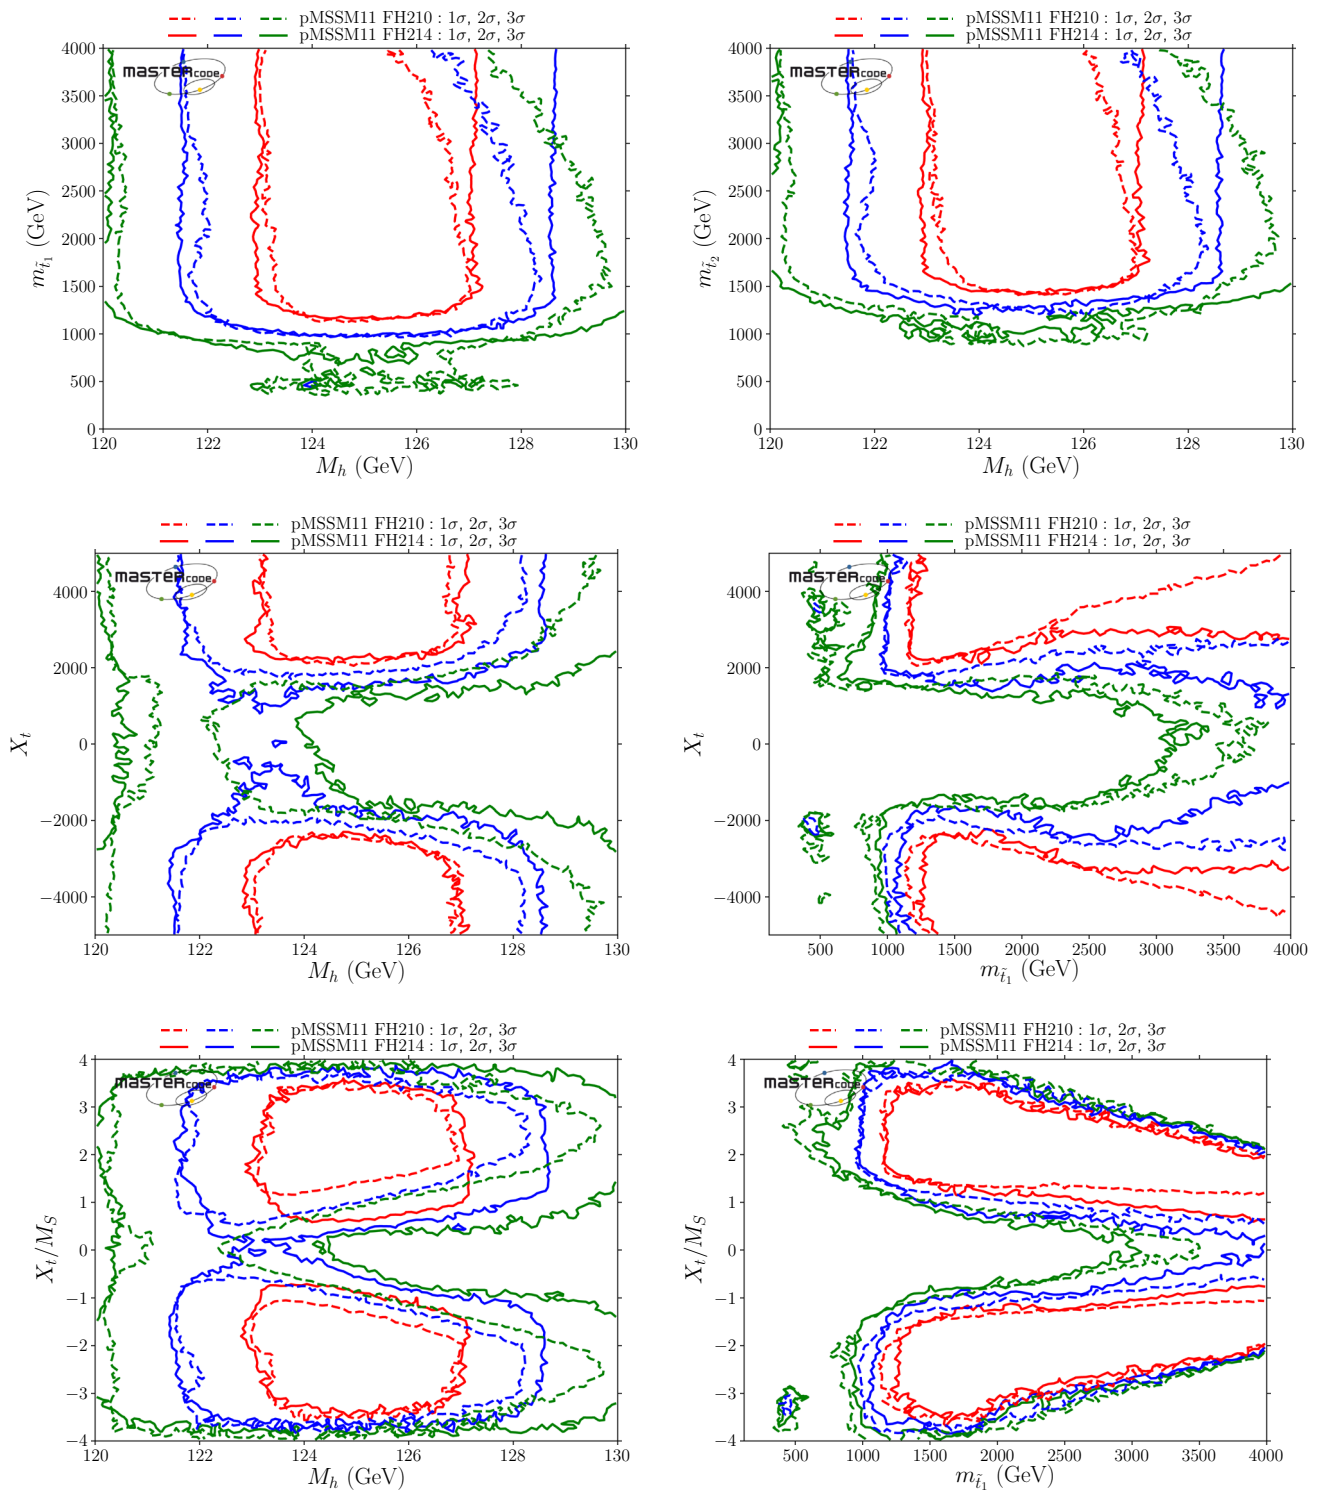 pMSSM11 FH210 : 1σ, 2σ, 3σ
pMSSM11 FH214 : 1σ, 2σ, 3σ
MASTERCODE
4000
3500
3000
2500
2000
1500
1000
500
0
m_t̃₁ (GeV)
120 122 124 126 128 130
M_h (GeV)
pMSSM11 FH210 : 1σ, 2σ, 3σ
pMSSM11 FH214 : 1σ, 2σ, 3σ
MASTERCODE
4000
3500
3000
2500
2000
1500
1000
500
0
m_t̃₂ (GeV)
120 122 124 126 128 130
M_h (GeV)
pMSSM11 FH210 : 1σ, 2σ, 3σ
pMSSM11 FH214 : 1σ, 2σ, 3σ
MASTERCODE
4000
2000
0
−2000
−4000
X_t
120 122 124 126 128 130
M_h (GeV)
pMSSM11 FH210 : 1σ, 2σ, 3σ
pMSSM11 FH214 : 1σ, 2σ, 3σ
MASTERCODE
4000
2000
0
−2000
−4000
X_t
500 1000 1500 2000 2500 3000 3500 4000
m_t̃₁ (GeV)
pMSSM11 FH210 : 1σ, 2σ, 3σ
pMSSM11 FH214 : 1σ, 2σ, 3σ
MASTERCODE
4
3
2
1
0
−1
−2
−3
−4
X_t/M_S
120 122 124 126 128 130
M_h (GeV)
pMSSM11 FH210 : 1σ, 2σ, 3σ
pMSSM11 FH214 : 1σ, 2σ, 3σ
MASTERCODE
4
3
2
1
0
−1
−2
−3
−4
X_t/M_S
500 1000 1500 2000 2500 3000 3500 4000
m_t̃₁ (GeV)